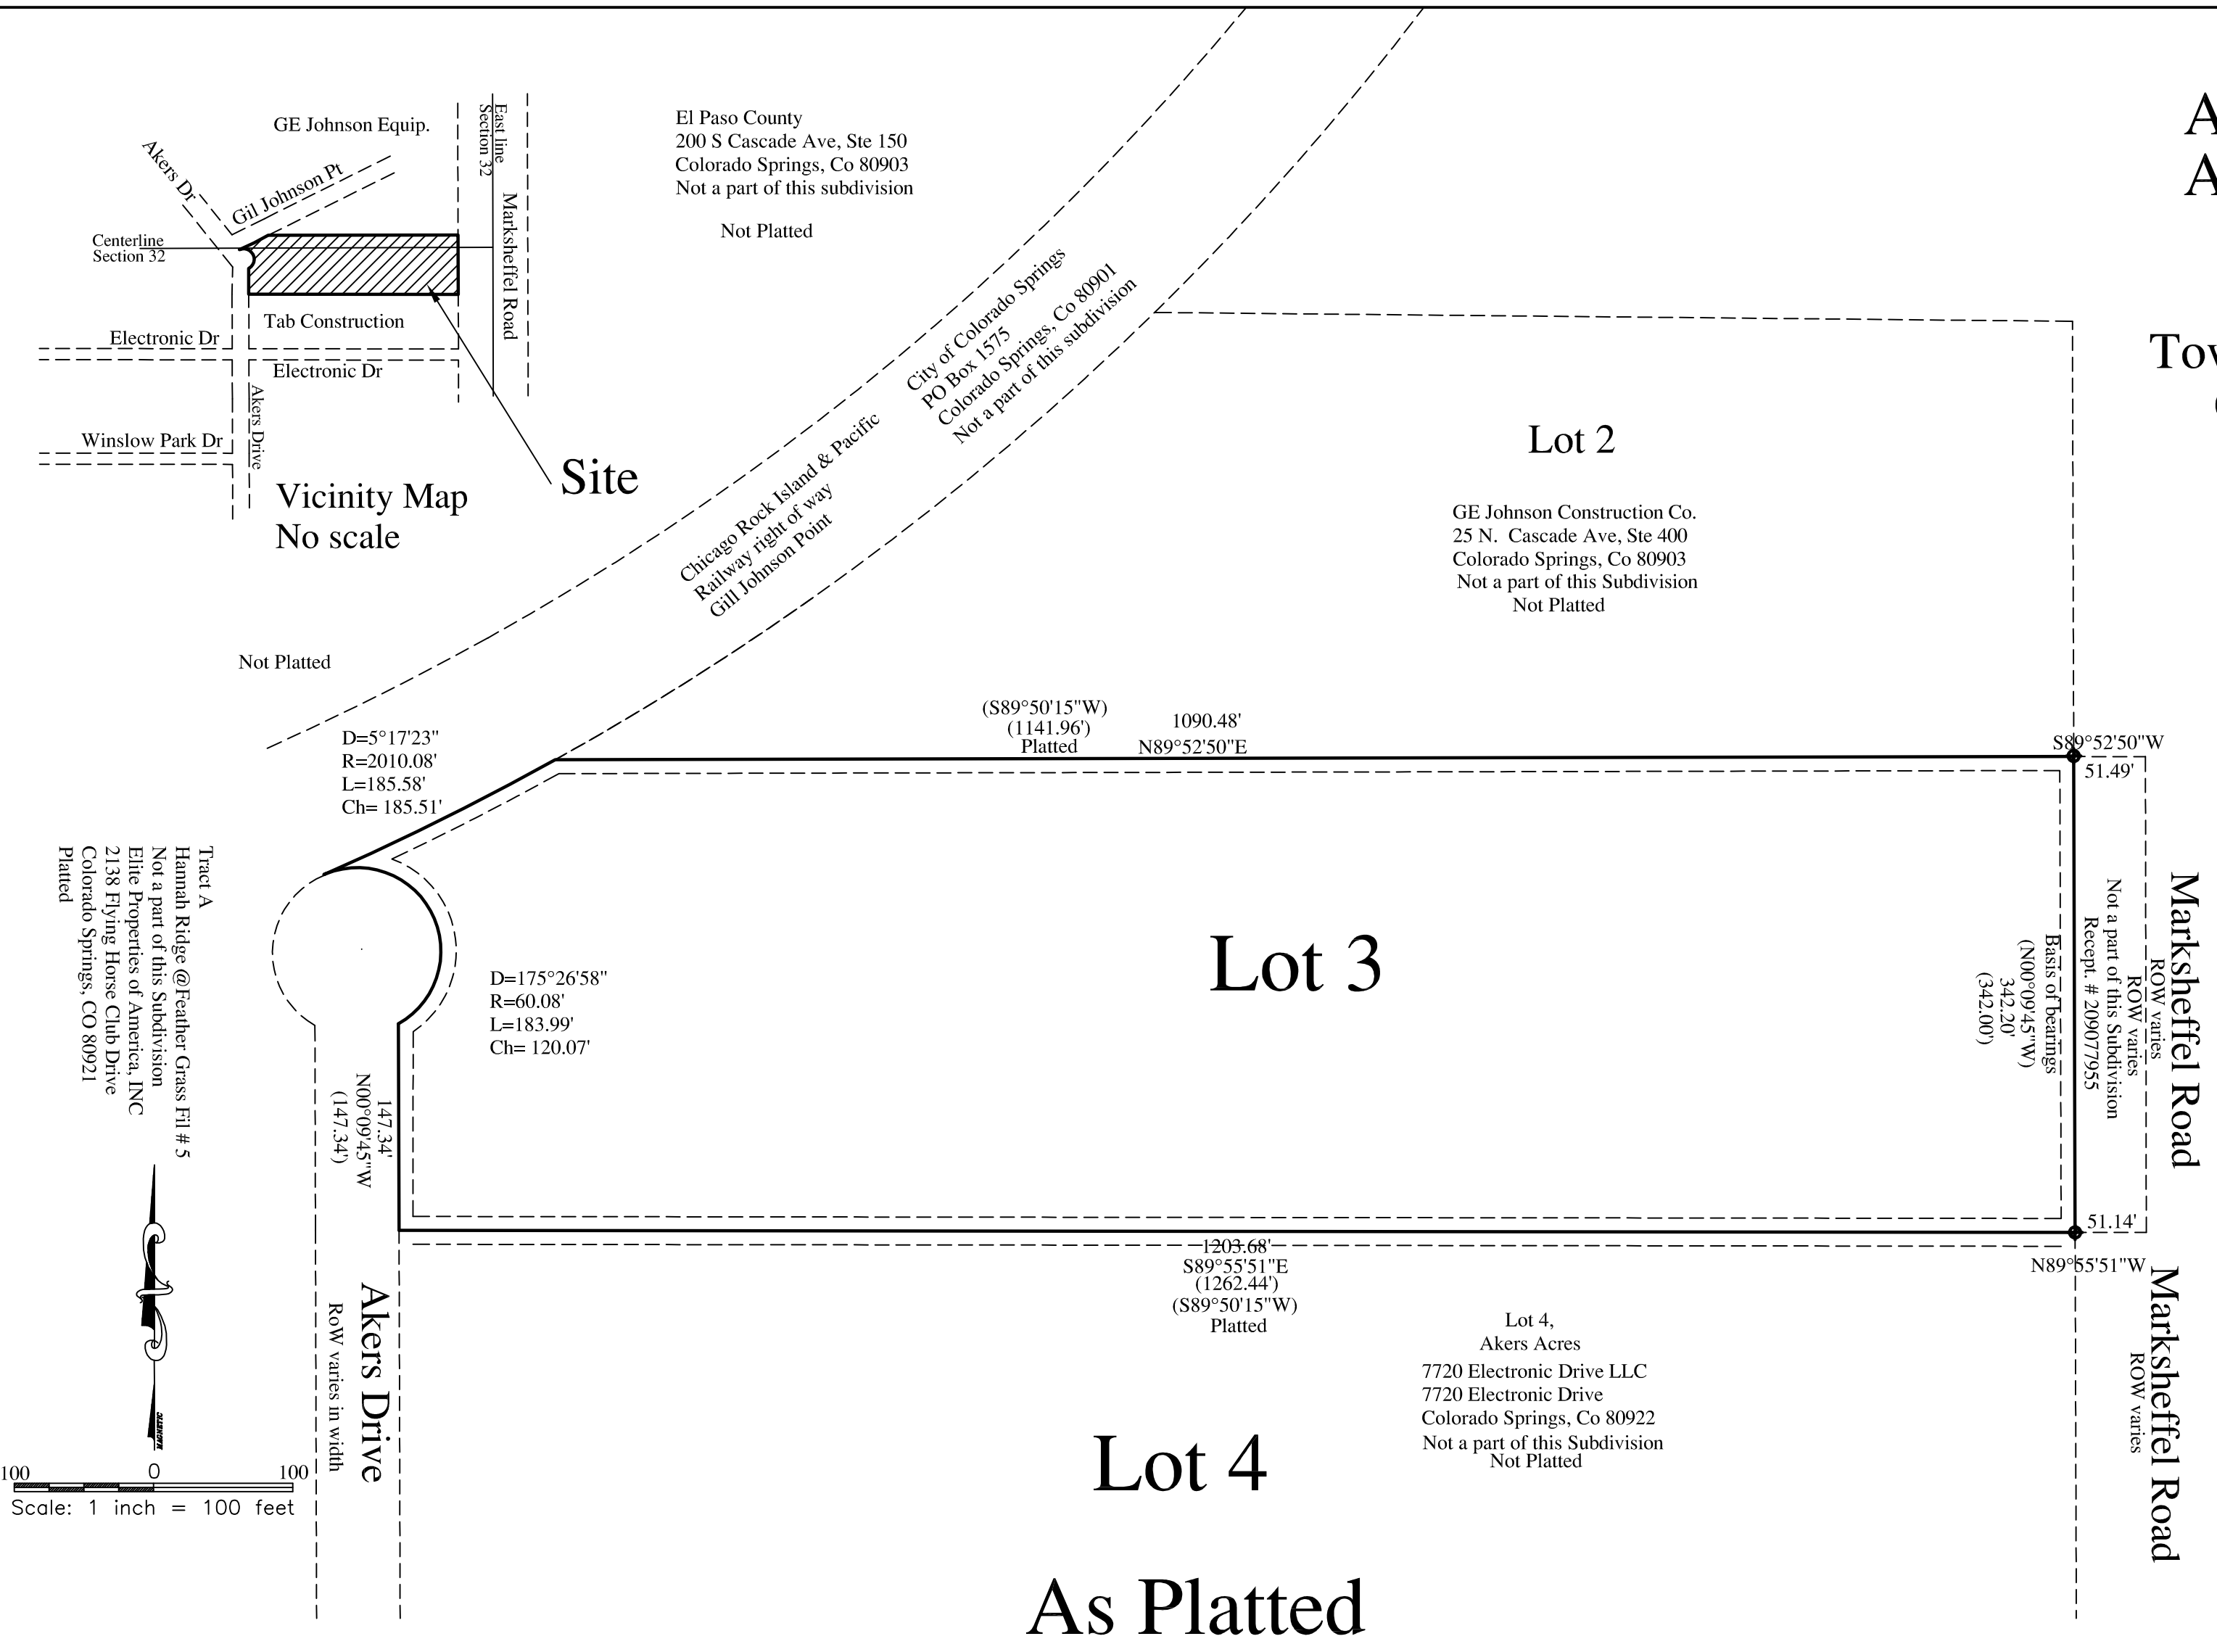 GE Johnson Equip.
East line
Section 32
Akers Dr
Gil Johnson Pt
Centerline
Section 32
Marksheffel Road
Tab Construction
Electronic Dr
Electronic Dr
Akers Drive
Winslow Park Dr
Site
Vicinity Map
No scale
El Paso County
200 S Cascade Ave, Ste 150
Colorado Springs, Co 80903
Not a part of this subdivision
Not Platted
City of Colorado Springs
PO Box 1575
Colorado Springs, Co 80901
Not a part of this subdivision
Chicago Rock Island & Pacific
Railway right of way
Gill Johnson Point
Lot 2
GE Johnson Construction Co.
25 N. Cascade Ave, Ste 400
Colorado Springs, Co 80903
Not a part of this Subdivision
Not Platted
Not Platted
D=5°17'23"
R=2010.08'
L=185.58'
Ch= 185.51'
(S89°50'15"W)
(1141.96')
Platted
1090.48'
N89°52'50"E
S89°52'50"W
51.49'
Tract A
Hannah Ridge @Feather Grass Fil # 5
Not a part of this Subdivision
Elite Properties of America, INC
2138 Flying Horse Club Drive
Colorado Springs, CO 80921
Platted
D=175°26'58"
R=60.08'
L=183.99'
Ch= 120.07'
Lot 3
Basis of bearings
(N00°09'45"W)
342.20'
(342.00')
Marksheffel Road
ROW varies
ROW varies
Not a part of this Subdivision
Recept. # 209077955
147.34'
N00°09'45"W
(147.34')
51.14'
N89°55'51"W
1203.68'
S89°55'51"E
(1262.44')
(S89°50'15"W)
Platted
Akers Drive
RoW varies in width
Lot 4,
Akers Acres
7720 Electronic Drive LLC
7720 Electronic Drive
Colorado Springs, Co 80922
Not a part of this Subdivision
Not Platted
Marksheffel Road
ROW varies
Lot 4
100 0 100
Scale: 1 inch = 100 feet
As Platted